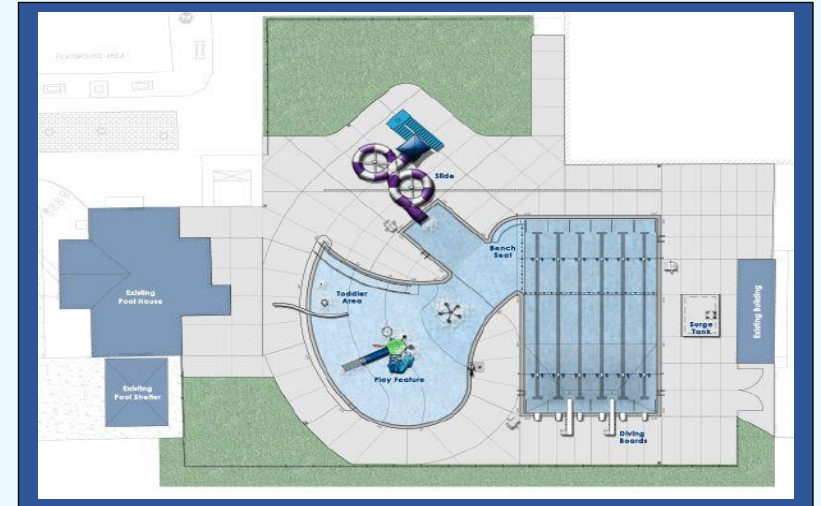 PLAYGROUND AREA
Slide
Bench
Seat
Toddler
Area
Existing
Pool House
Surge
Tank
Existing Building
Play Feature
Existing
Pool Shelter
Diving
Boards